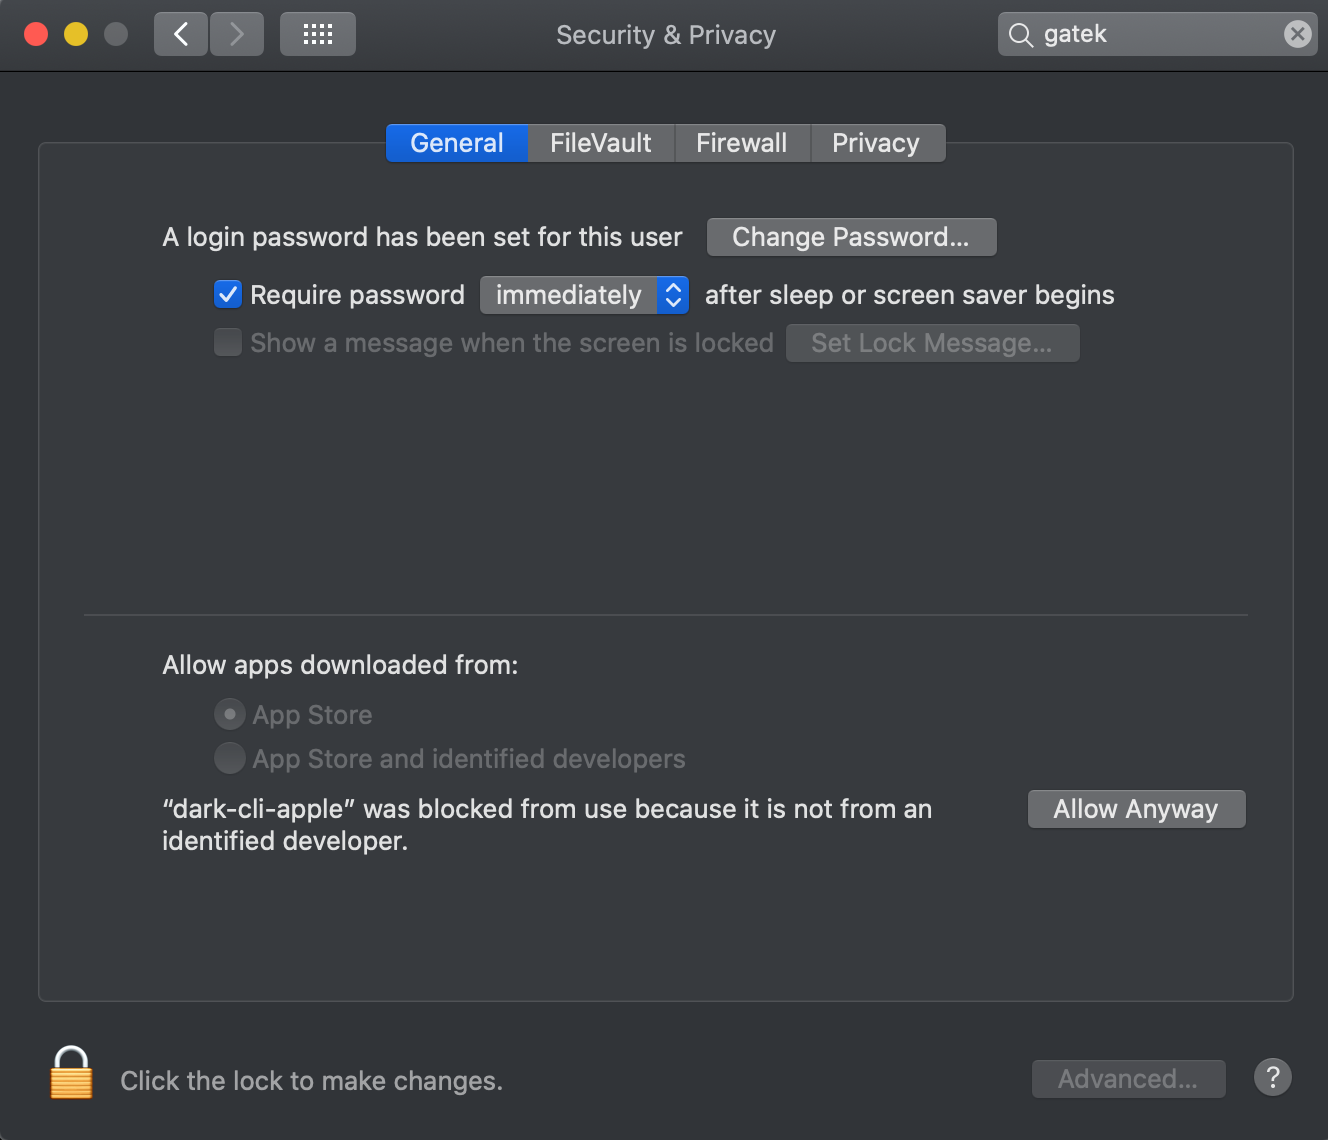 Security & Privacy
gatek
General FileVault Firewall Privacy
A login password has been set for this user Change Password...
Require password immediately after sleep or screen saver begins
Show a message when the screen is locked Set Lock Message...
Allow apps downloaded from:
App Store
App Store and identified developers
“dark-cli-apple” was blocked from use because it is not from an Allow Anyway
identified developer.
Click the lock to make changes. Advanced... ?